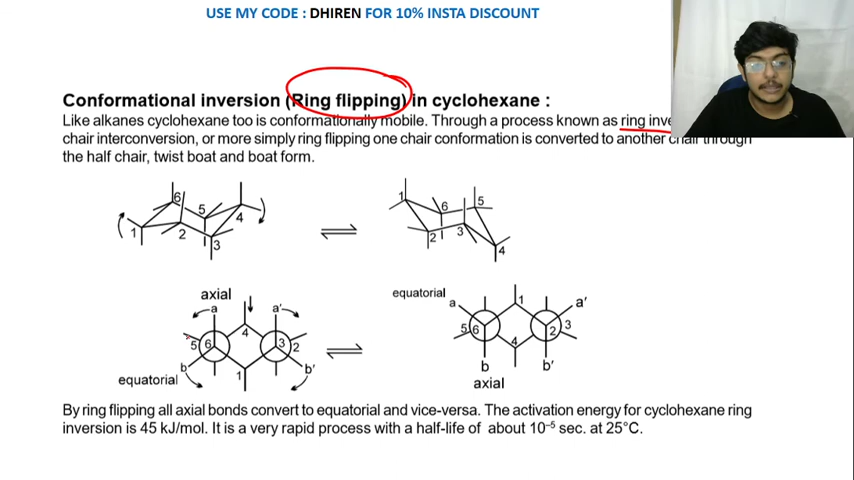 USE MY CODE : DHIREN FOR 10% INSTA DISCOUNT
Conformational inversion (Ring flipping) in cyclohexane :
Like alkanes cyclohexane too is conformationally mobile. Through a process known as ring
chair interconversion, or more simply ring flipping one chair conformation is converted to another chair through
the half chair, twist boat and boat form.
6
5
4
1
2
3
1
6
5
2
3
4
axial
a
a'
4
5
6
3
2
b
b'
1
equatorial
equatorial
a
1
a'
5
6
2
3
4
b
b'
axial
By ring flipping all axial bonds convert to equatorial and vice-versa. The activation energy for cyclohexane ring
inversion is 45 kJ/mol. It is a very rapid process with a half-life of about 10⁻⁵ sec. at 25°C.